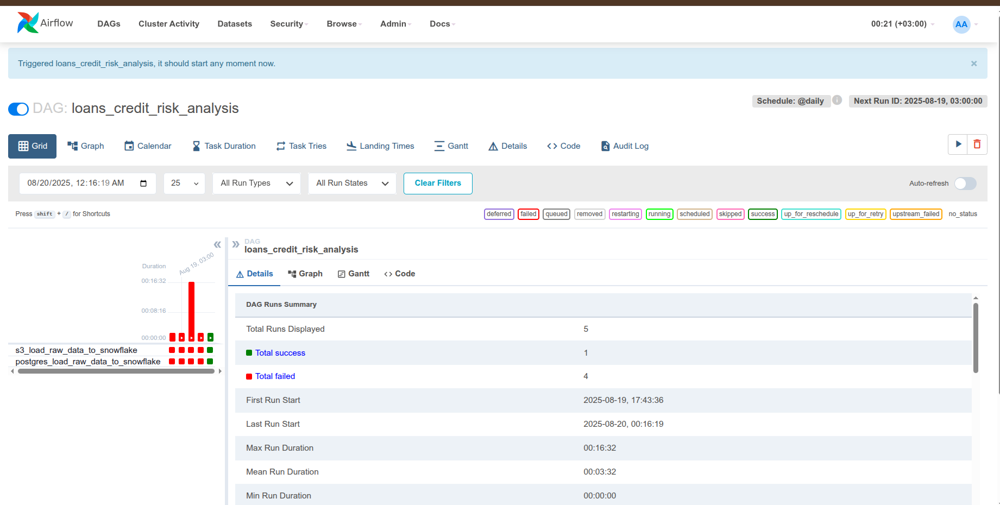 Airflow DAGs Cluster Activity Datasets Security Browse Admin Docs 00:21 (+03:00) AA
Triggered loans_credit_risk_analysis, it should start any moment now. ×
DAG: loans_credit_risk_analysis Schedule: @daily i Next Run ID: 2025-08-19, 03:00:00
Grid Graph Calendar Task Duration Task Tries Landing Times Gantt Details Code Audit Log
08/20/2025, 12:16:19 AM 25 All Run Types All Run States Clear Filters Auto-refresh
Press shift + / for Shortcuts deferred failed queued removed restarting running scheduled skipped success up_for_reschedule up_for_retry upstream_failed no_status
DAG
loans_credit_risk_analysis
Details Graph Gantt Code
Duration Aug 19, 03:00
00:16:32
00:08:16
00:00:00
s3_load_raw_data_to_snowflake
postgres_load_raw_data_to_snowflake
DAG Runs Summary
Total Runs Displayed 5
Total success 1
Total failed 4
First Run Start 2025-08-19, 17:43:36
Last Run Start 2025-08-20, 00:16:19
Max Run Duration 00:16:32
Mean Run Duration 00:03:32
Min Run Duration 00:00:00